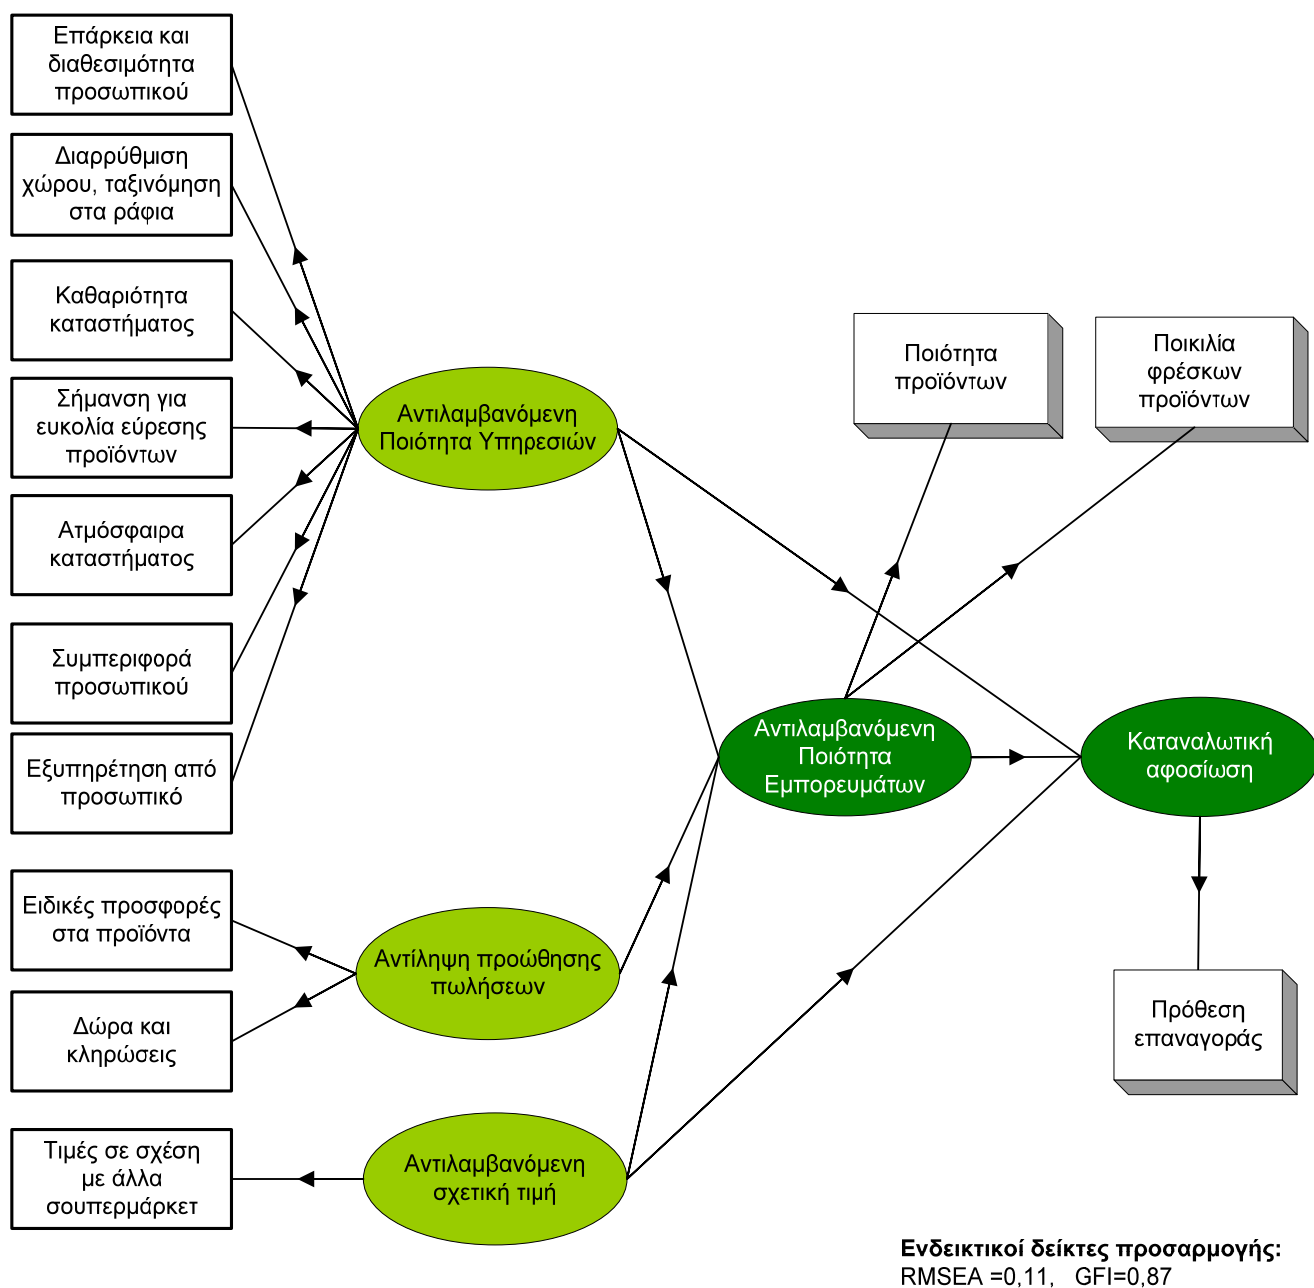 Επάρκεια και
διαθεσιμότητα
προσωπικού
Διαρρύθμιση
χώρου, ταξινόμηση
στα ράφια
Καθαριότητα
καταστήματος
Σήμανση για
ευκολία εύρεσης
προϊόντων
Ατμόσφαιρα
καταστήματος
Συμπεριφορά
προσωπικού
Εξυπηρέτηση από
προσωπικό
Ειδικές προσφορές
στα προϊόντα
Δώρα και
κληρώσεις
Τιμές σε σχέση
με άλλα
σουπερμάρκετ
Αντιλαμβανόμενη
Ποιότητα Υπηρεσιών
Αντίληψη προώθησης
πωλήσεων
Αντιλαμβανόμενη
σχετική τιμή
Ποιότητα
προϊόντων
Ποικιλία
φρέσκων
προϊόντων
Αντιλαμβανόμενη
Ποιότητα
Εμπορευμάτων
Καταναλωτική
αφοσίωση
Πρόθεση
επαναγοράς
Ενδεικτικοί δείκτες προσαρμογής:
RMSEA =0,11, GFI=0,87